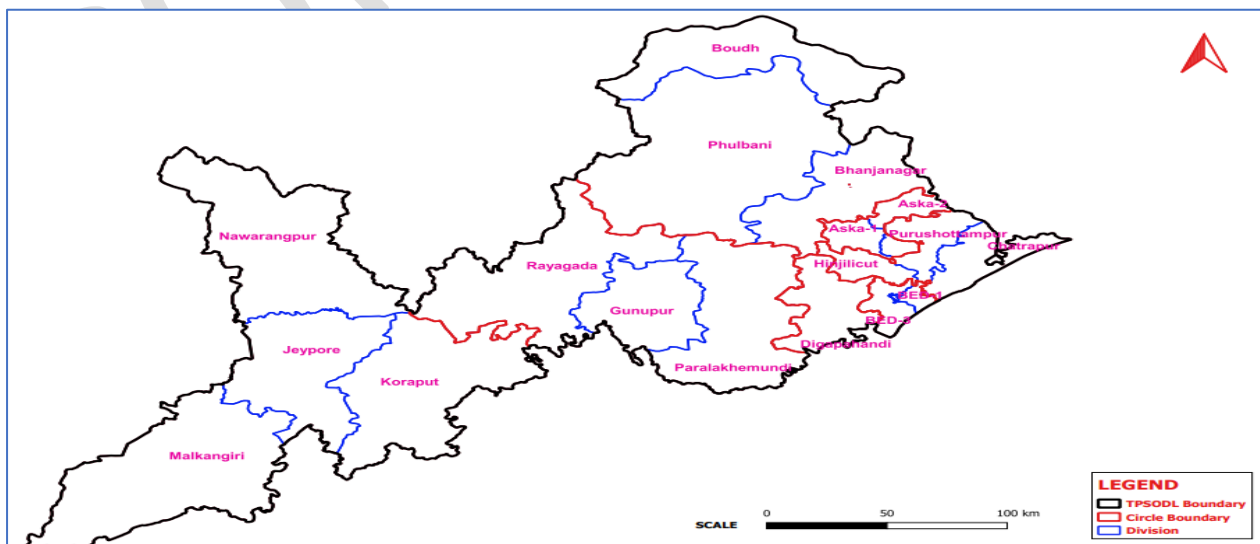 Boudh
Phulbani
Bhanjanagar
Aska-2
Nawarangpur
Aska-1
Purushottampur
Chatrapur
Rayagada
Hinjilicut
BED-1
Gunupur
BED-3
Jeypore
Digapahandi
Paralakhemundi
Koraput
Malkangiri
LEGEND
TPSODL Boundary
Circle Boundary
Division
0 50 100 km
SCALE